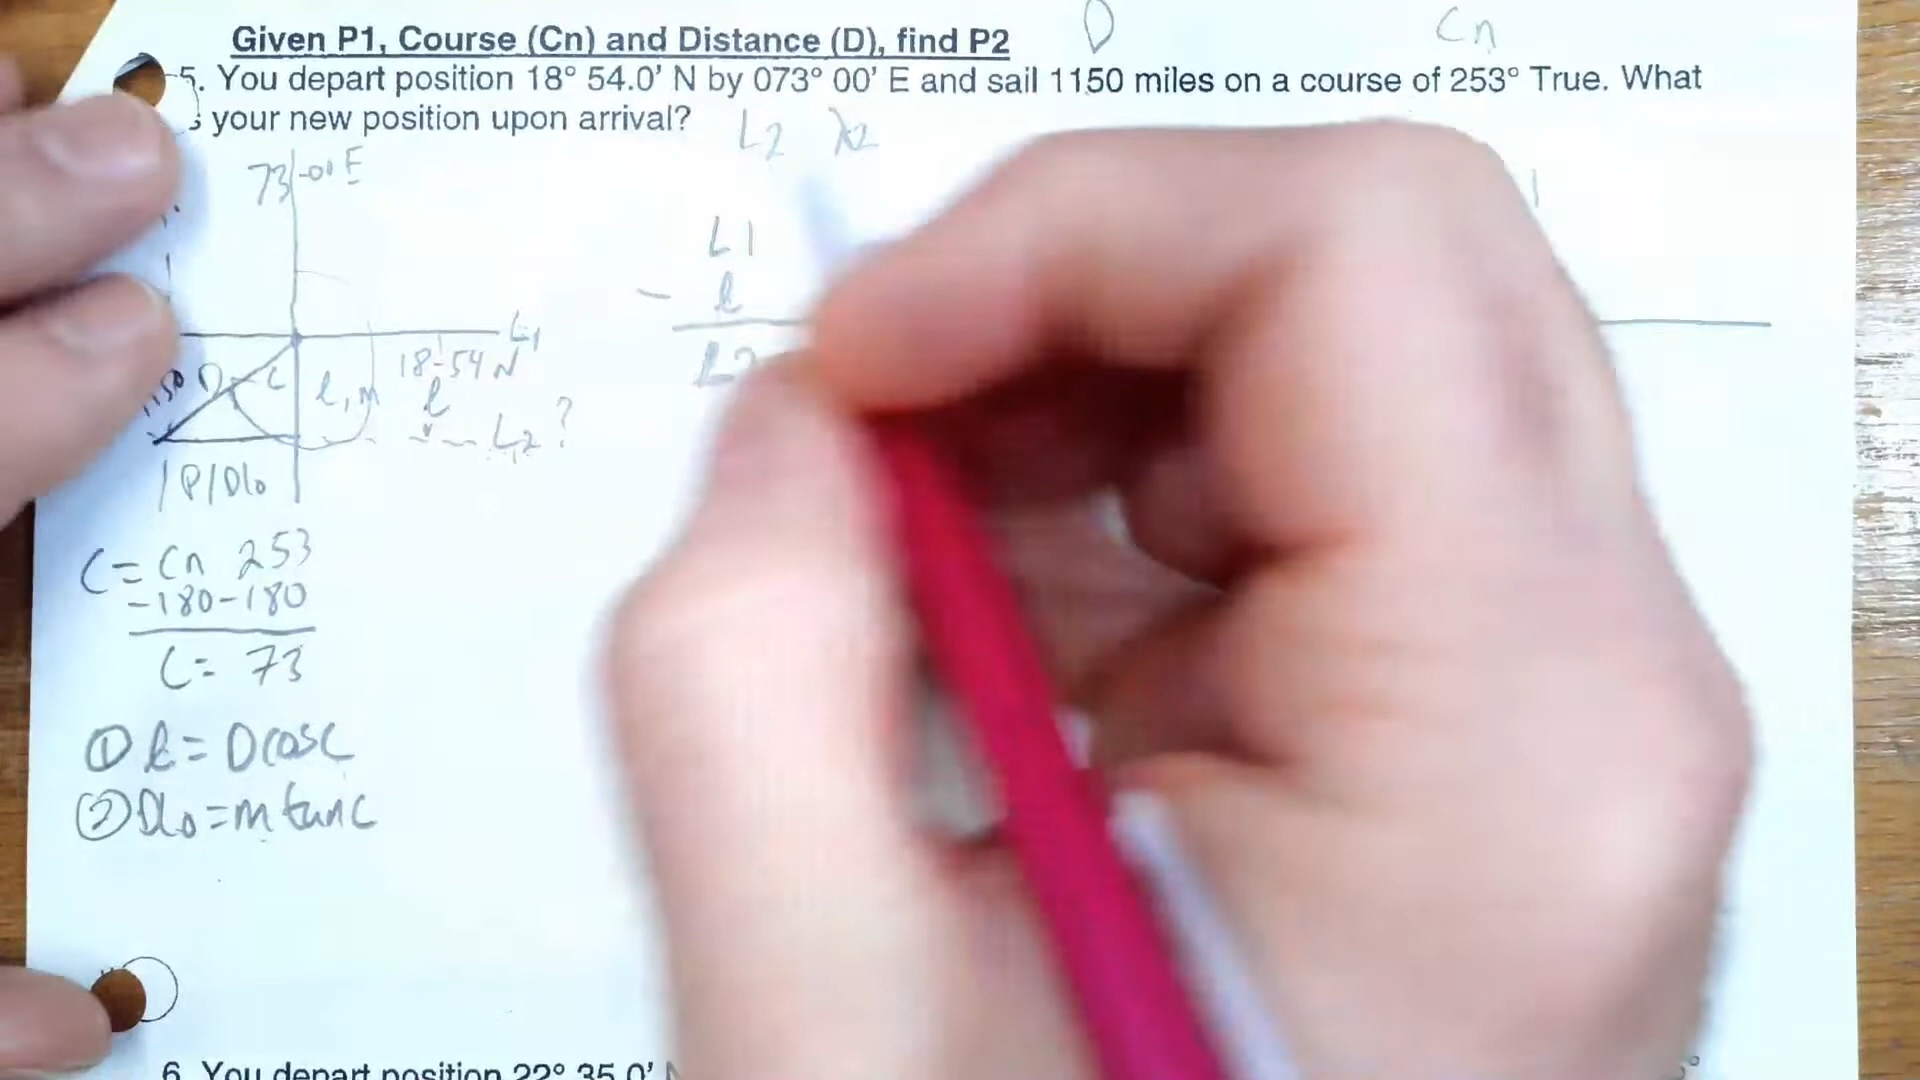 Given P1, Course (Cn) and Distance (D), find P2
D
Cn
5. You depart position 18° 54.0' N by 073° 00' E and sail 1150 miles on a course of 253° True. What
your new position upon arrival?
L2 λ2
73-00 E
L1
- l
L2
L1
18-54 N
D C
l, m
l
L2 ?
P/Dlo
C= Cn 253
-180-180
C= 73
① l = D cos C
② Dlo = m tan C
6. You depart position 22° 35.0'